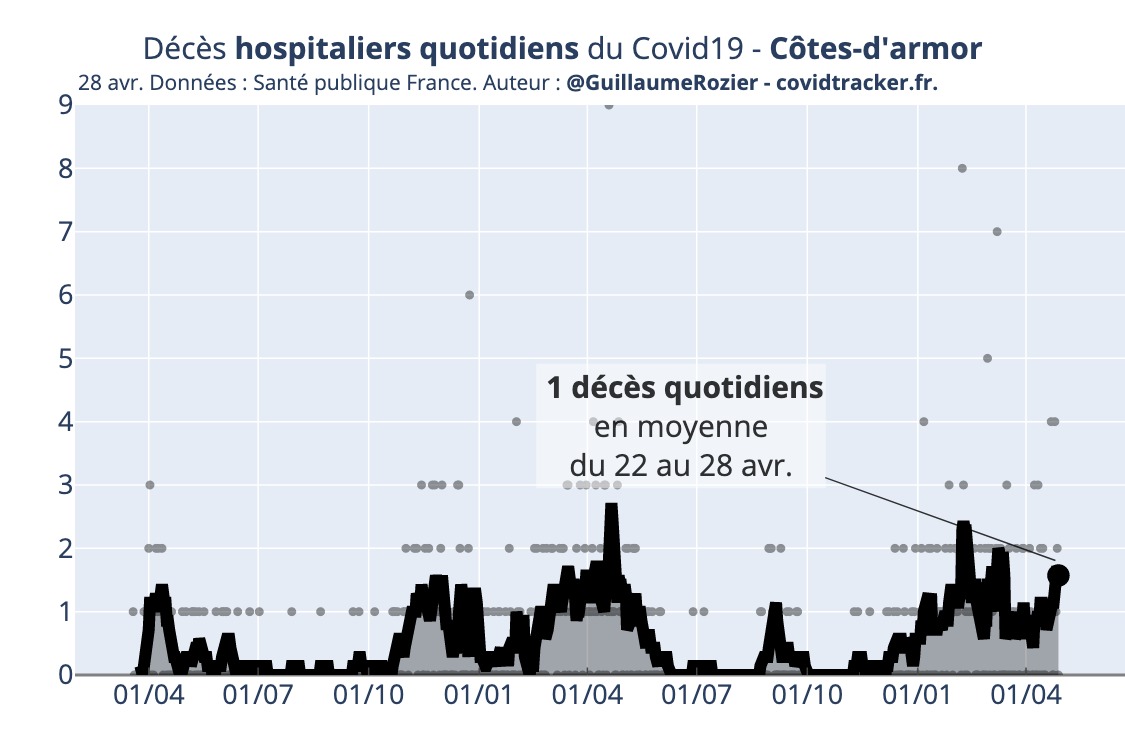 Décès hospitaliers quotidiens du Covid19 - Côtes-d'armor
28 avr. Données : Santé publique France. Auteur : @GuillaumeRozier - covidtracker.fr.
9
8
7
6
5
4
3
2
1
0
1 décès quotidiens
en moyenne
du 22 au 28 avr.
01/04 01/07 01/10 01/01 01/04 01/07 01/10 01/01 01/04